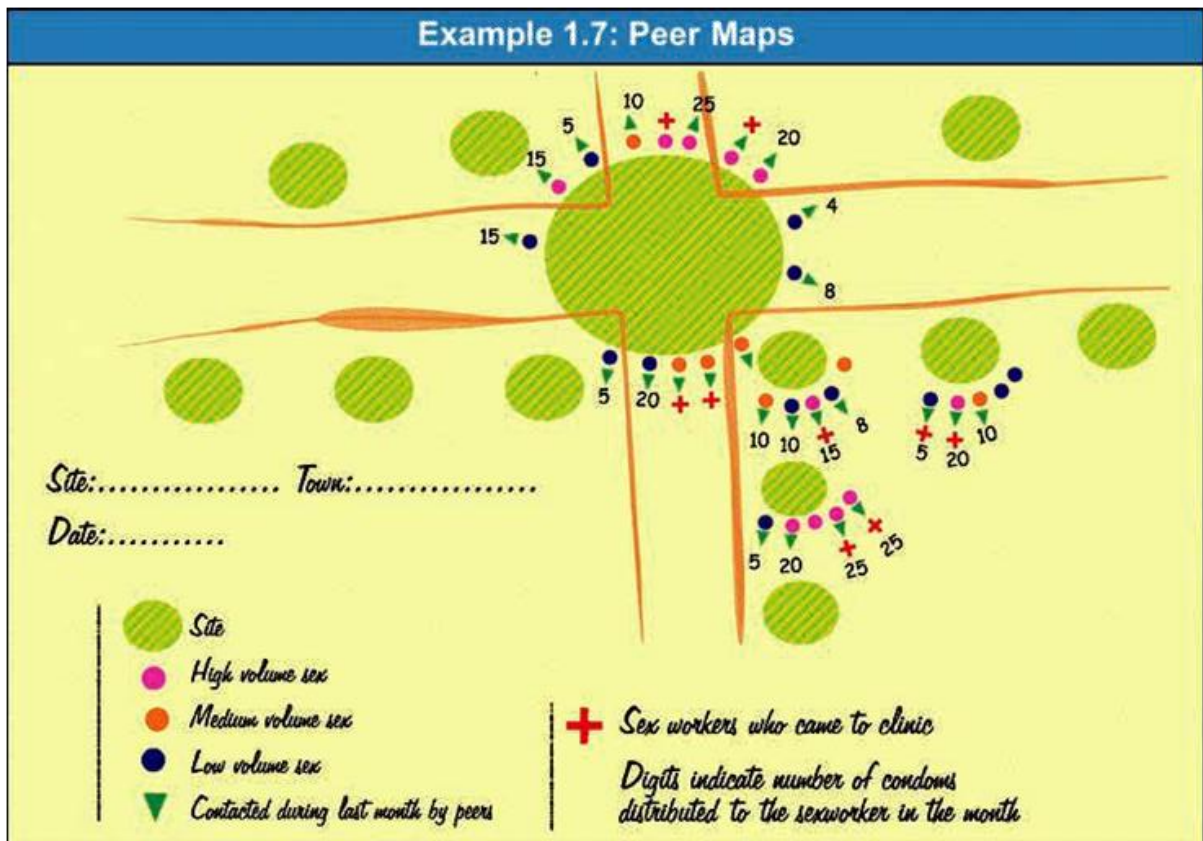 Example 1.7: Peer Maps
10 25
5 20
15
4
15
8
5 20
10 10 15 8
5 20 10
5 20 25 25
Site:................. Town:.................
Date:...........
Site
High volume sex
Medium volume sex
Low volume sex
Contacted during last month by peers
Sex workers who came to clinic
Digits indicate number of condoms
distributed to the sexworker in the month